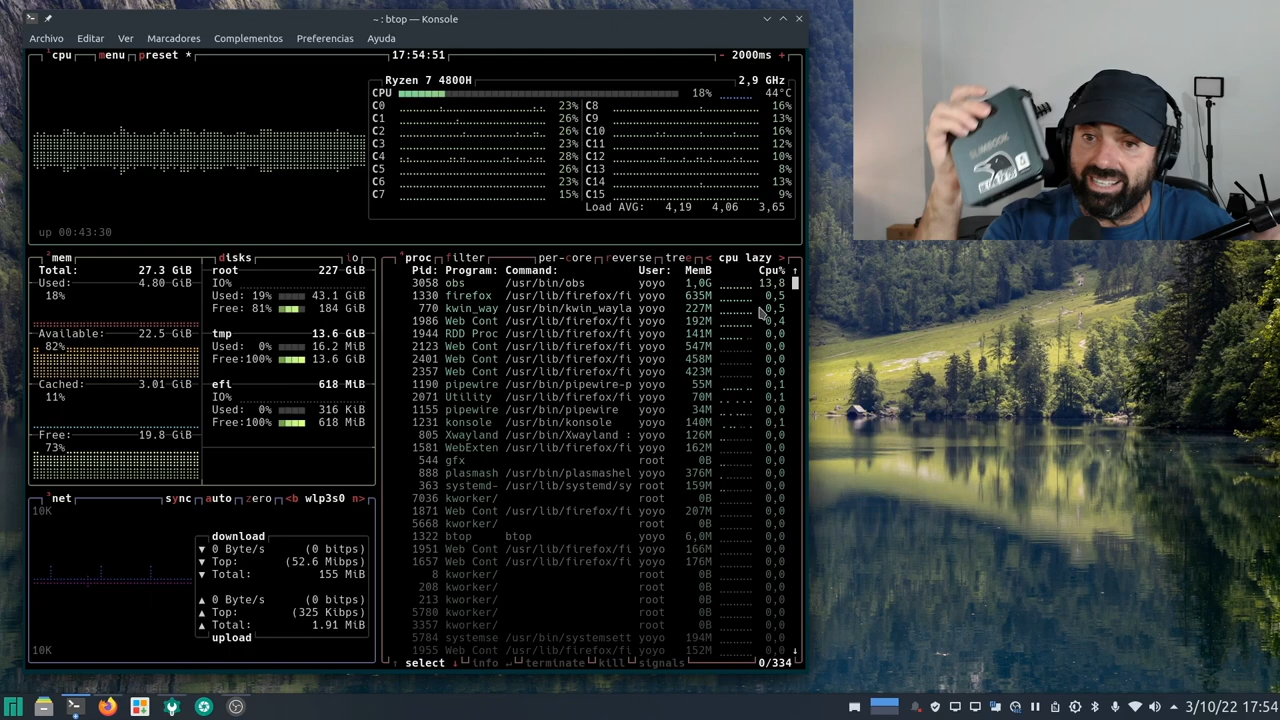 ~ : btop — Konsole
Archivo Editar Ver Marcadores Complementos Preferencias Ayuda
¹cpu menu preset * 17:54:51 - 2000ms +
Ryzen 7 4800H 2,9 GHz
CPU 18% 44°C
C0 23% C8 16%
C1 26% C9 13%
C2 26% C10 16%
C3 23% C11 12%
C4 28% C12 10%
C5 26% C13 8%
C6 23% C14 13%
C7 15% C15 9%
Load AVG: 4,19 4,06 3,65
up 00:43:30
²mem disks io
Total: 27.3 GiB
Used: 4.80 GiB
18%
Available: 22.5 GiB
82%
Cached: 3.01 GiB
11%
Free: 19.8 GiB
73%
root 227 GiB
IO%
Used: 19% 43.1 GiB
Free: 81% 184 GiB
tmp 13.6 GiB
Used: 0% 16.2 MiB
Free:100% 13.6 GiB
efi 618 MiB
IO%
Used: 0% 316 KiB
Free:100% 618 MiB
³net sync auto zero <b wlp3s0 n>
10K
download
▼ 0 Byte/s (0 bitps)
▼ Top: (52.6 Mibps)
▼ Total: 155 MiB
▲ 0 Byte/s (0 bitps)
▲ Top: (325 Kibps)
▲ Total: 1.91 MiB
upload
10K
⁴proc filter per-core reverse tree < cpu lazy >
Pid: Program: Command: User: MemB Cpu% ↑
3058 obs /usr/bin/obs yoyo 1,0G 13,8
1330 firefox /usr/lib/firefox/fi yoyo 635M 0,5
770 kwin_way /usr/bin/kwin_wayla yoyo 227M 0,5
1986 Web Cont /usr/lib/firefox/fi yoyo 192M 0,4
1944 RDD Proc /usr/lib/firefox/fi yoyo 141M 0,0
2123 Web Cont /usr/lib/firefox/fi yoyo 547M 0,0
2401 Web Cont /usr/lib/firefox/fi yoyo 458M 0,0
2357 Web Cont /usr/lib/firefox/fi yoyo 423M 0,0
1190 pipewire /usr/bin/pipewire-p yoyo 55M 0,1
2071 Utility /usr/lib/firefox/fi yoyo 70M 0,1
1155 pipewire /usr/bin/pipewire yoyo 34M 0,0
1231 konsole /usr/bin/konsole yoyo 140M 0,1
805 Xwayland /usr/bin/Xwayland : yoyo 126M 0,0
1581 WebExten /usr/lib/firefox/fi yoyo 162M 0,0
544 gfx root 0B 0,0
888 plasmash /usr/bin/plasmashel yoyo 376M 0,0
363 systemd- /usr/lib/systemd/sy root 159M 0,0
7036 kworker/ root 0B 0,0
1871 Web Cont /usr/lib/firefox/fi yoyo 207M 0,0
5668 kworker/ root 0B 0,0
1322 btop btop yoyo 6,0M 0,0
1951 Web Cont /usr/lib/firefox/fi yoyo 166M 0,0
1657 Web Cont /usr/lib/firefox/fi yoyo 176M 0,0
8 kworker/ root 0B 0,0
208 kworker/ root 0B 0,0
213 kworker/ root 0B 0,0
5780 kworker/ root 0B 0,0
3357 kworker/ root 0B 0,0
5784 systemse /usr/bin/systemsett yoyo 194M 0,0
1955 Web Cont /usr/lib/firefox/fi yoyo 152M 0,0 ↓
↑ select ↓ info ↵ terminate kill signals 0/334
SLIMBOOK
3/10/22 17:54